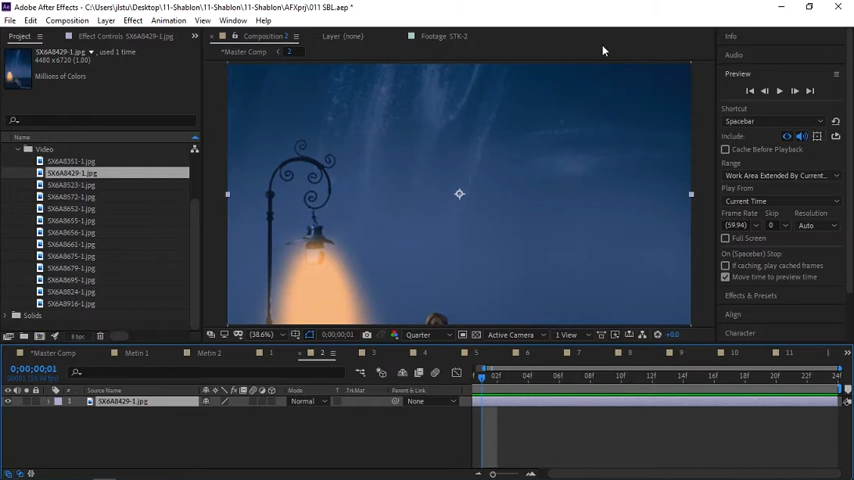 Adobe After Effects - C:\Users\jlstu\Desktop\11-Shablon\AFXprj\011 SBL.aep *
File Edit Composition Layer Effect Animation View Window Help
Project Effect Controls SX6A8429-1.jpg Composition 2 Layer (none) Footage STK-2 Info
SX6A8429-1.jpg , used 1 time
4480 x 6720 (1.00)
Millions of Colors
*Master Comp 2
Audio
Preview
Shortcut
Spacebar
Include:
Cache Before Playback
Range
Work Area Extended By Current...
Play From
Current Time
Frame Rate Skip Resolution
(59.94) 0 Auto
Full Screen
On (Spacebar) Stop
If caching, play cached frames
Move time to preview time
Effects & Presets
Align
Character
Name
Video
SX6A8351-1.jpg
SX6A8429-1.jpg
SX6A8523-1.jpg
SX6A8572-1.jpg
SX6A8652-1.jpg
SX6A8655-1.jpg
SX6A8656-1.jpg
SX6A8661-1.jpg
SX6A8675-1.jpg
SX6A8679-1.jpg
SX6A8695-1.jpg
SX6A8824-1.jpg
SX6A8916-1.jpg
Solids
8 bpc
(38.6%) 0;00;00;01 Quarter Active Camera 1 View +0.0
*Master Comp Metin 1 Metin 2 1 2 3 4 5 6 7 8 9 10 11
0;00;00;01
00001 (59.94 fps)
02f 04f 06f 08f 10f 12f 14f 16f 18f 20f 22f 24f
# Source Name Mode T TrkMat Parent & Link
1 SX6A8429-1.jpg Normal None